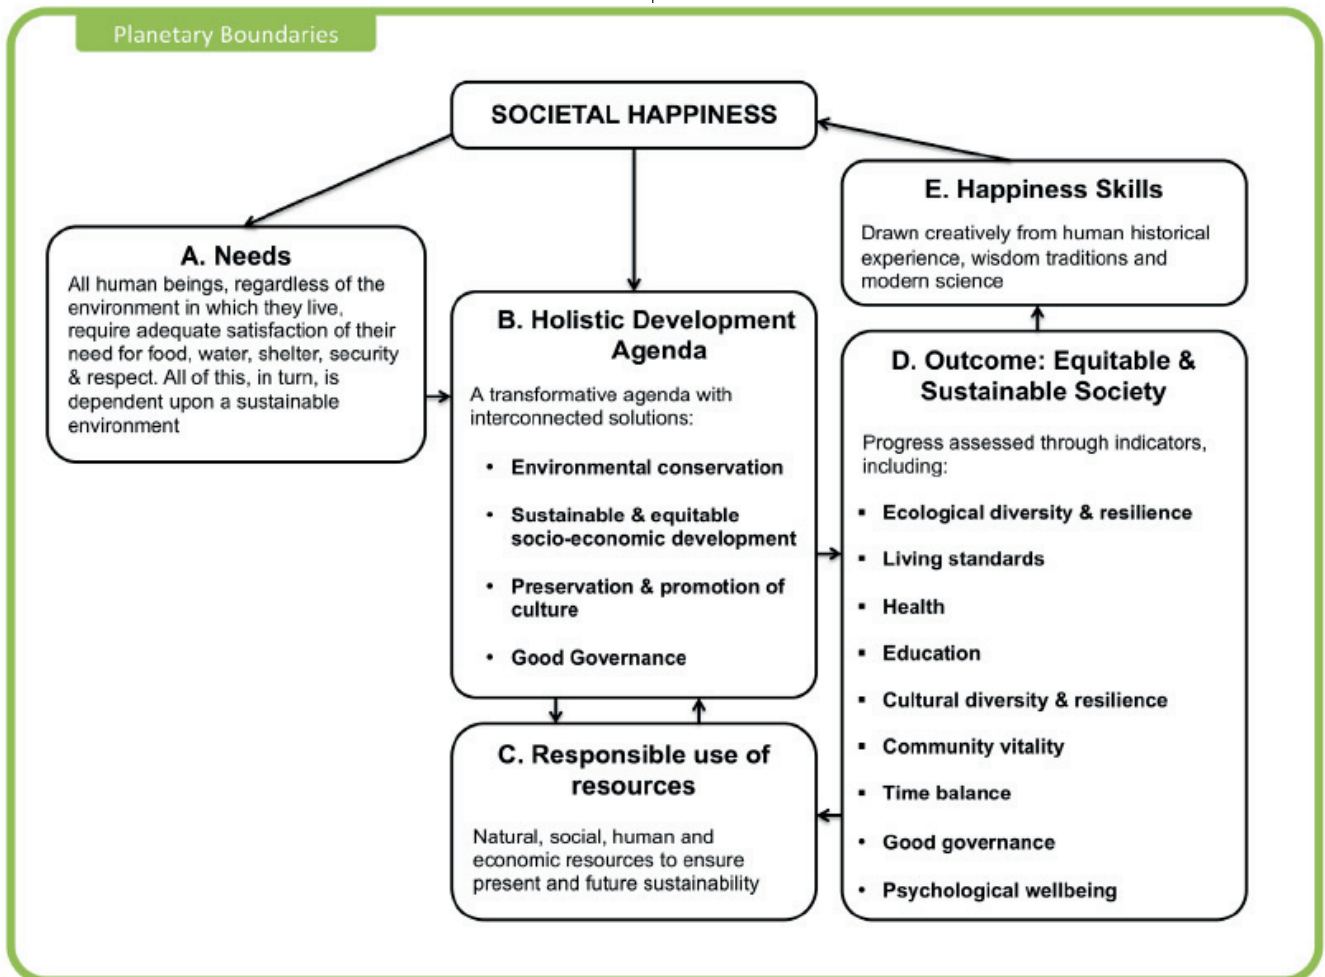 Planetary Boundaries
SOCIETAL HAPPINESS
A. Needs
All human beings, regardless of the
environment in which they live,
require adequate satisfaction of their
need for food, water, shelter, security
& respect. All of this, in turn, is
dependent upon a sustainable
environment
B. Holistic Development
Agenda
A transformative agenda with
interconnected solutions:
• Environmental conservation
• Sustainable & equitable
socio-economic development
• Preservation & promotion of
culture
• Good Governance
C. Responsible use of
resources
Natural, social, human and
economic resources to ensure
present and future sustainability
D. Outcome: Equitable &
Sustainable Society
Progress assessed through indicators,
including:
▪ Ecological diversity & resilience
▪ Living standards
▪ Health
▪ Education
▪ Cultural diversity & resilience
▪ Community vitality
▪ Time balance
• Good governance
• Psychological wellbeing
E. Happiness Skills
Drawn creatively from human historical
experience, wisdom traditions and
modern science